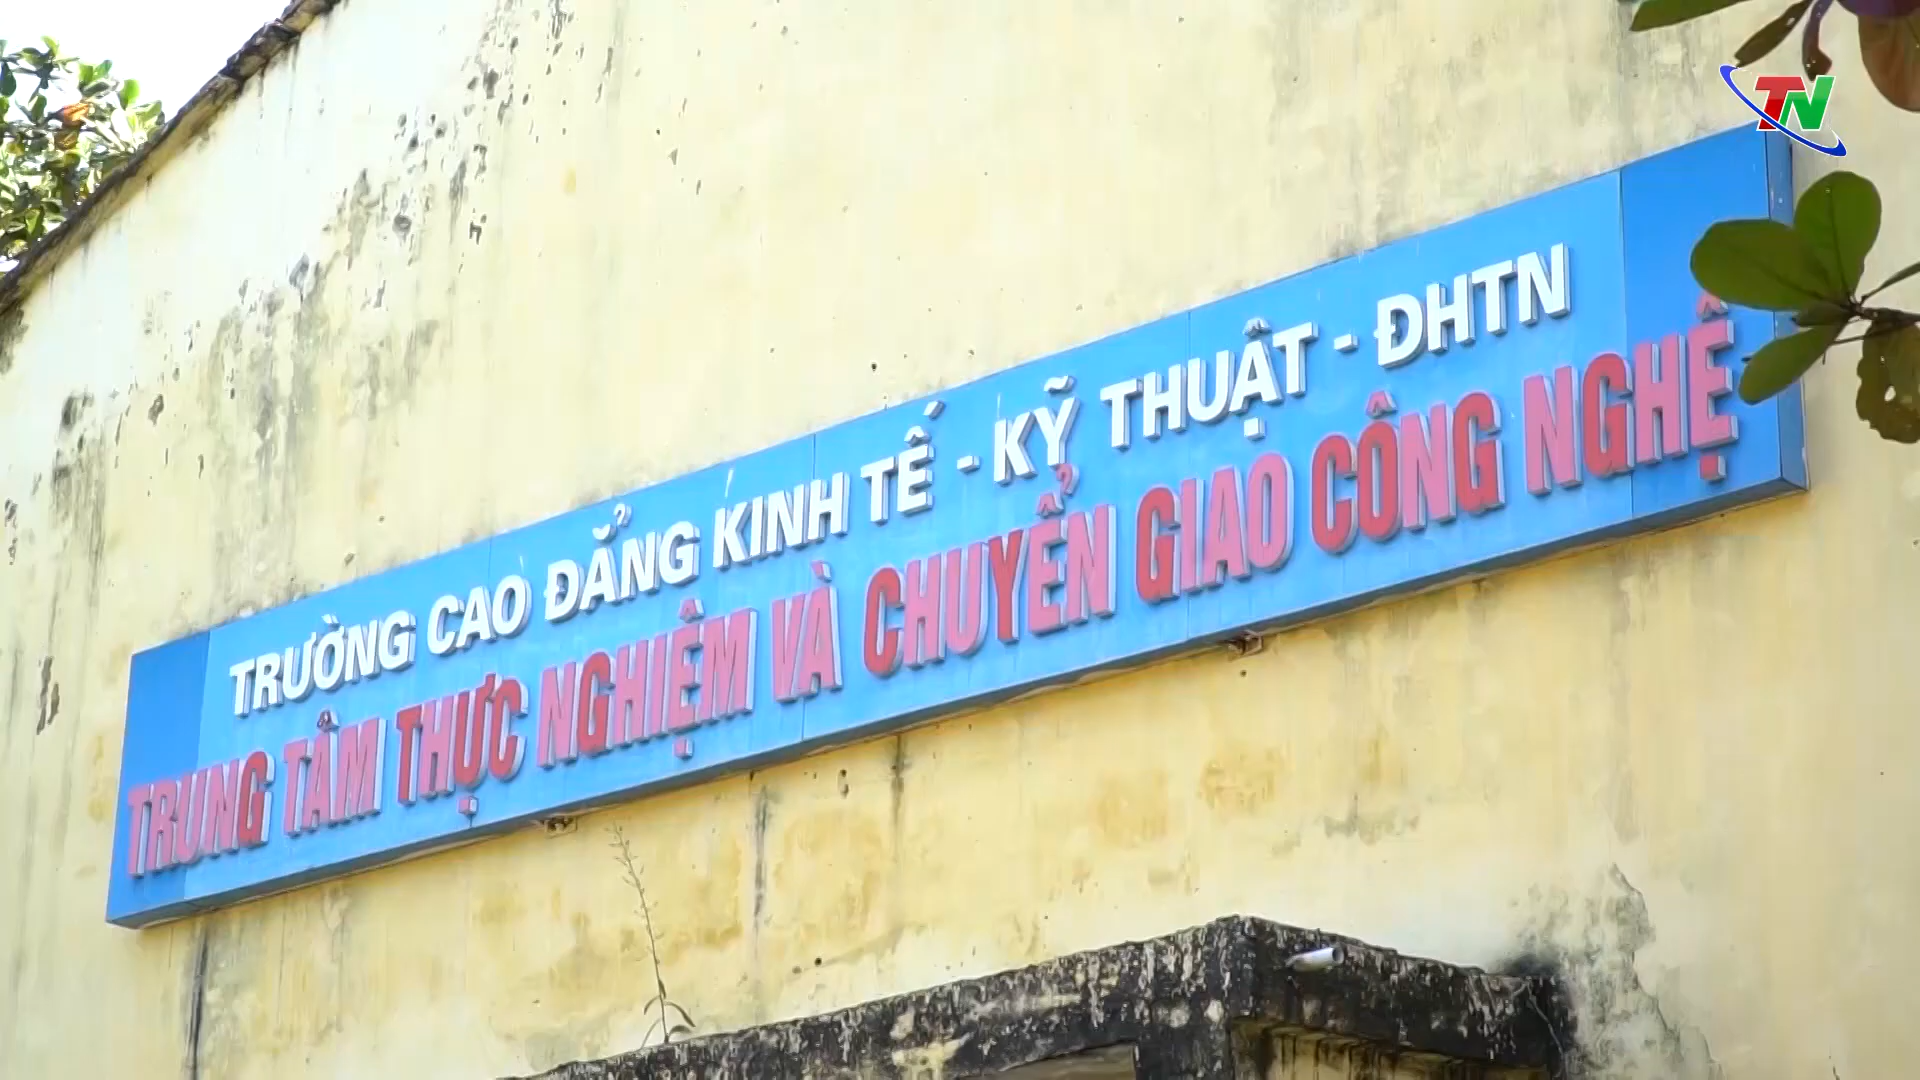 TN
TRƯỜNG CAO ĐẲNG KINH TẾ - KỸ THUẬT - ĐHTN
TRUNG TÂM THỰC NGHIỆM VÀ CHUYỂN GIAO CÔNG NGHỆ